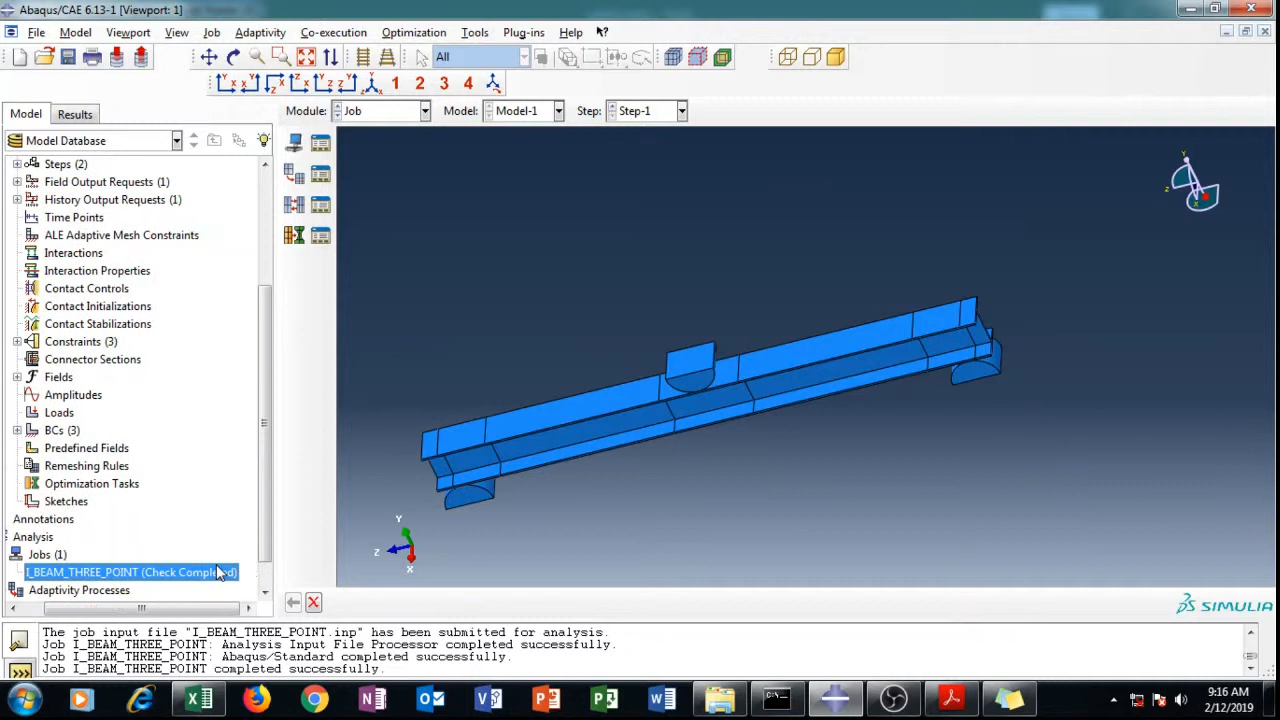 Abaqus/CAE 6.13-1 [Viewport: 1]
File Model Viewport View Job Adaptivity Co-execution Optimization Tools Plug-ins Help
All
1 2 3 4
Model Results
Module: Job Model: Model-1 Step: Step-1
Model Database
Steps (2)
Field Output Requests (1)
History Output Requests (1)
Time Points
ALE Adaptive Mesh Constraints
Interactions
Interaction Properties
Contact Controls
Contact Initializations
Contact Stabilizations
Constraints (3)
Connector Sections
Fields
Amplitudes
Loads
BCs (3)
Predefined Fields
Remeshing Rules
Optimization Tasks
Sketches
Annotations
Analysis
Jobs (1)
I_BEAM_THREE_POINT (Check Completed)
Adaptivity Processes
Y
Z
X
Y
Z
X
SIMULIA
The job input file "I_BEAM_THREE_POINT.inp" has been submitted for analysis.
Job I_BEAM_THREE_POINT: Analysis Input File Processor completed successfully.
Job I_BEAM_THREE_POINT: Abaqus/Standard completed successfully.
Job I_BEAM_THREE_POINT completed successfully.
9:16 AM
2/12/2019